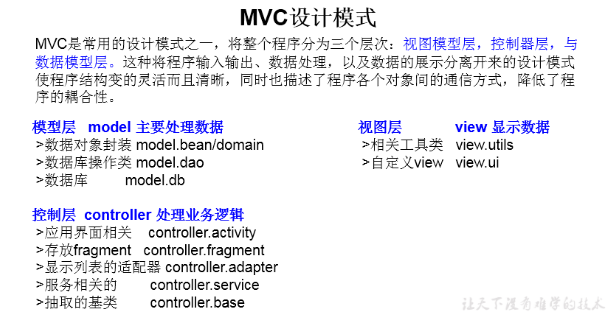 MVC设计模式
MVC是常用的设计模式之一，将整个程序分为三个层次：视图模型层，控制器层，与
数据模型层。这种将程序输入输出、数据处理，以及数据的展示分离开来的设计模式
使程序结构变的灵活而且清晰，同时也描述了程序各个对象间的通信方式，降低了程
序的耦合性。
模型层 model 主要处理数据
>数据对象封装 model.bean/domain
>数据库操作类 model.dao
>数据库 model.db
视图层 view 显示数据
>相关工具类 view.utils
>自定义view view.ui
控制层 controller 处理业务逻辑
>应用界面相关 controller.activity
>存放fragment controller.fragment
>显示列表的适配器 controller.adapter
>服务相关的 controller.service
>抽取的基类 controller.base
让天下没有难学的技术